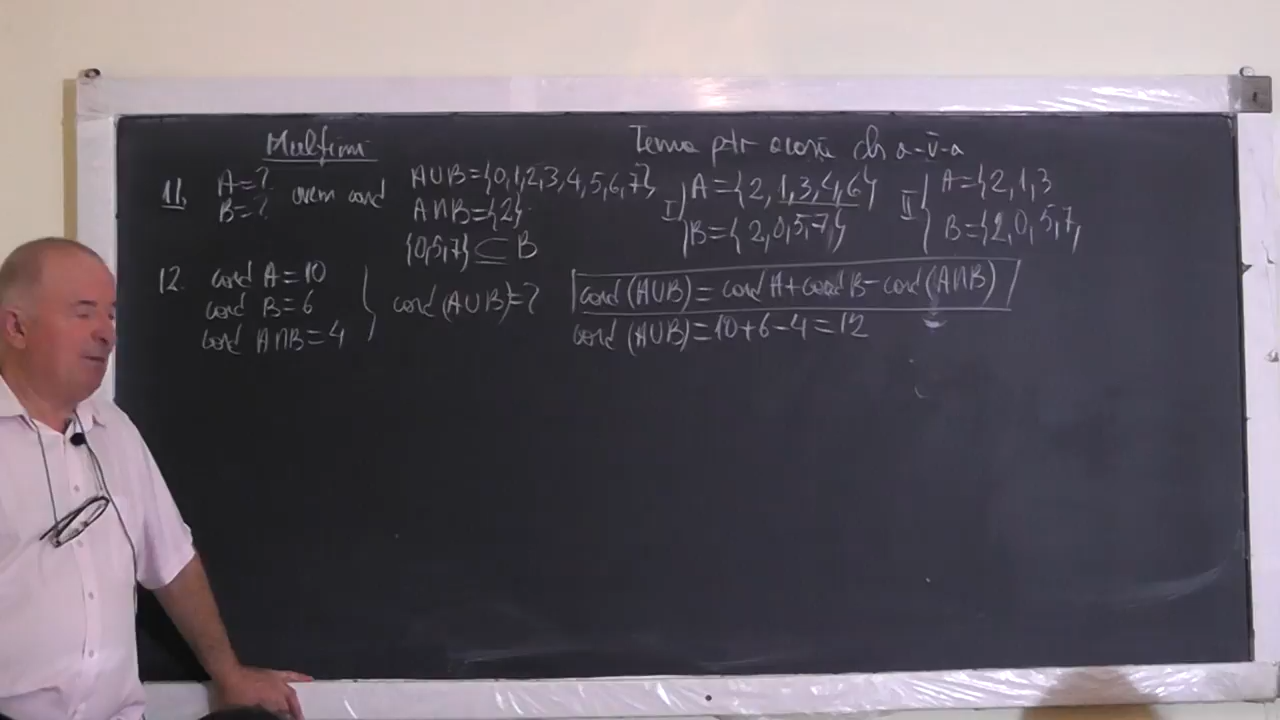 Mulțimi
Tema ptr acasă cls a-V-a
11. A=? B=? avem cond
A∪B={0,1,2,3,4,5,6,7}
A∩B={2}
{0,5,7}⊆B
I) A={2,1,3,4,6}
B={2,0,5,7,}
II) A={2,1,3
B={2,0,5,7,
12. card A=10
card B=6
card A∩B=4
card (A∪B)=?
card (A∪B)=card A+card B-card (A∩B)
card (A∪B)=10+6-4=12